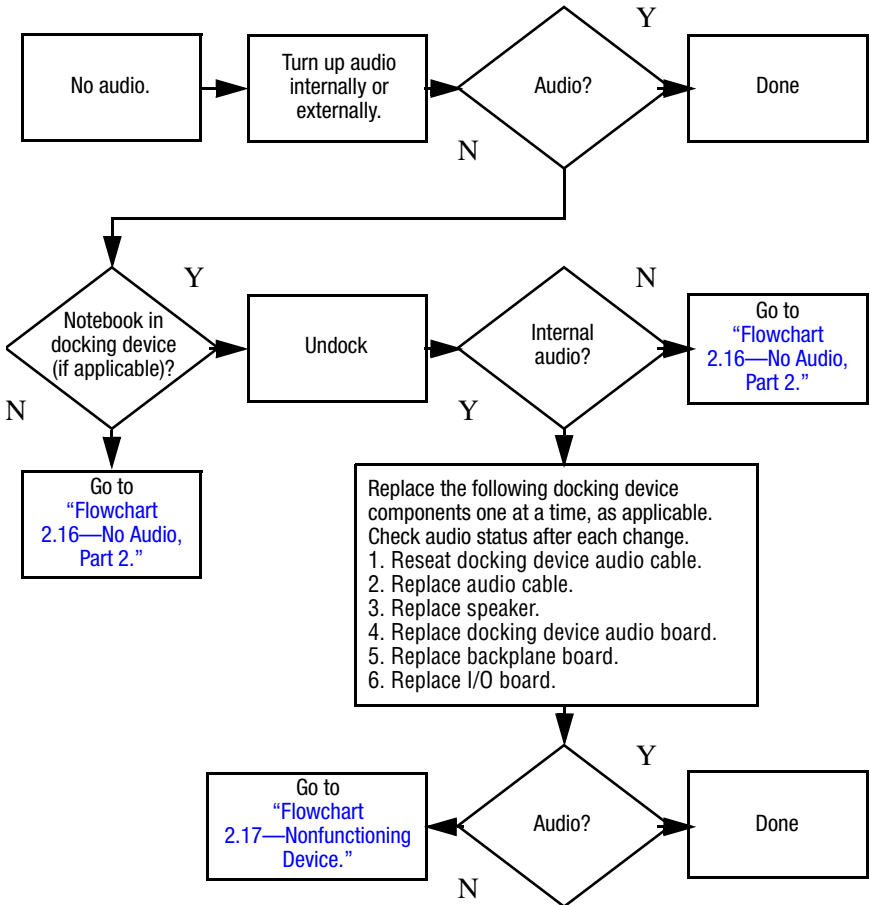 Y
No audio.
Turn up audio
internally or
externally.
Audio?
Done
N
Y
N
Notebook in
docking device
(if applicable)?
Undock
Internal
audio?
Go to
“Flowchart
2.16—No Audio,
Part 2.”
N
Y
Go to
“Flowchart
2.16—No Audio,
Part 2.”
Replace the following docking device
components one at a time, as applicable.
Check audio status after each change.
1. Reseat docking device audio cable.
2. Replace audio cable.
3. Replace speaker.
4. Replace docking device audio board.
5. Replace backplane board.
6. Replace I/O board.
Y
Go to
“Flowchart
2.17—Nonfunctioning
Device.”
Audio?
Done
N